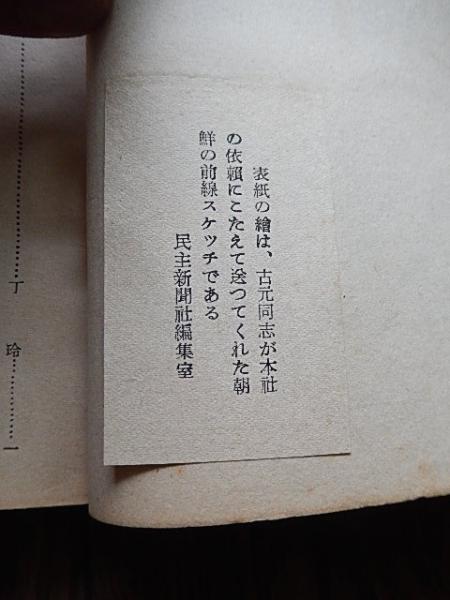 表紙の繪は、古元同志が本社
の依頼にこたえて送つてくれた朝
鮮の前線スケッチである
民主新聞社編集室
丁玲一